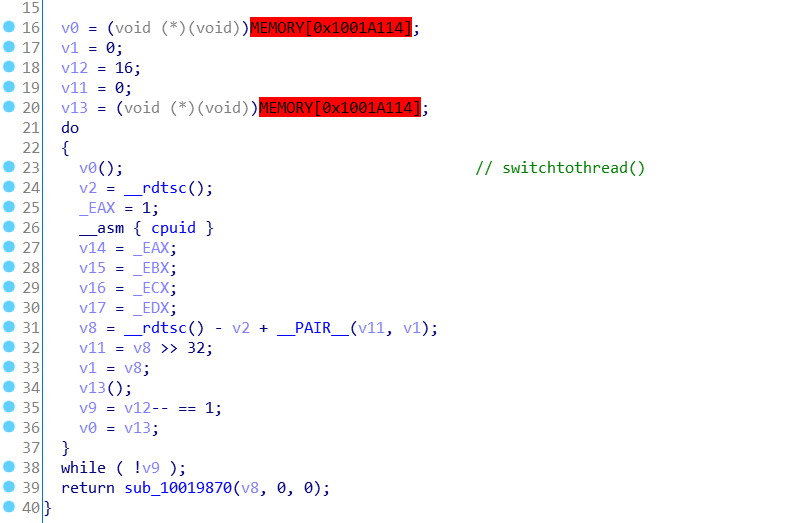 15
16 v0 = (void (*)(void))MEMORY[0x1001A114];
17 v1 = 0;
18 v12 = 16;
19 v11 = 0;
20 v13 = (void (*)(void))MEMORY[0x1001A114];
21 do
22 {
23 v0(); // switchtothread()
24 v2 = __rdtsc();
25 _EAX = 1;
26 __asm { cpuid }
27 v14 = _EAX;
28 v15 = _EBX;
29 v16 = _ECX;
30 v17 = _EDX;
31 v8 = __rdtsc() - v2 + __PAIR__(v11, v1);
32 v11 = v8 >> 32;
33 v1 = v8;
34 v13();
35 v9 = v12-- == 1;
36 v0 = v13;
37 }
38 while ( !v9 );
39 return sub_10019870(v8, 0, 0);
40 }